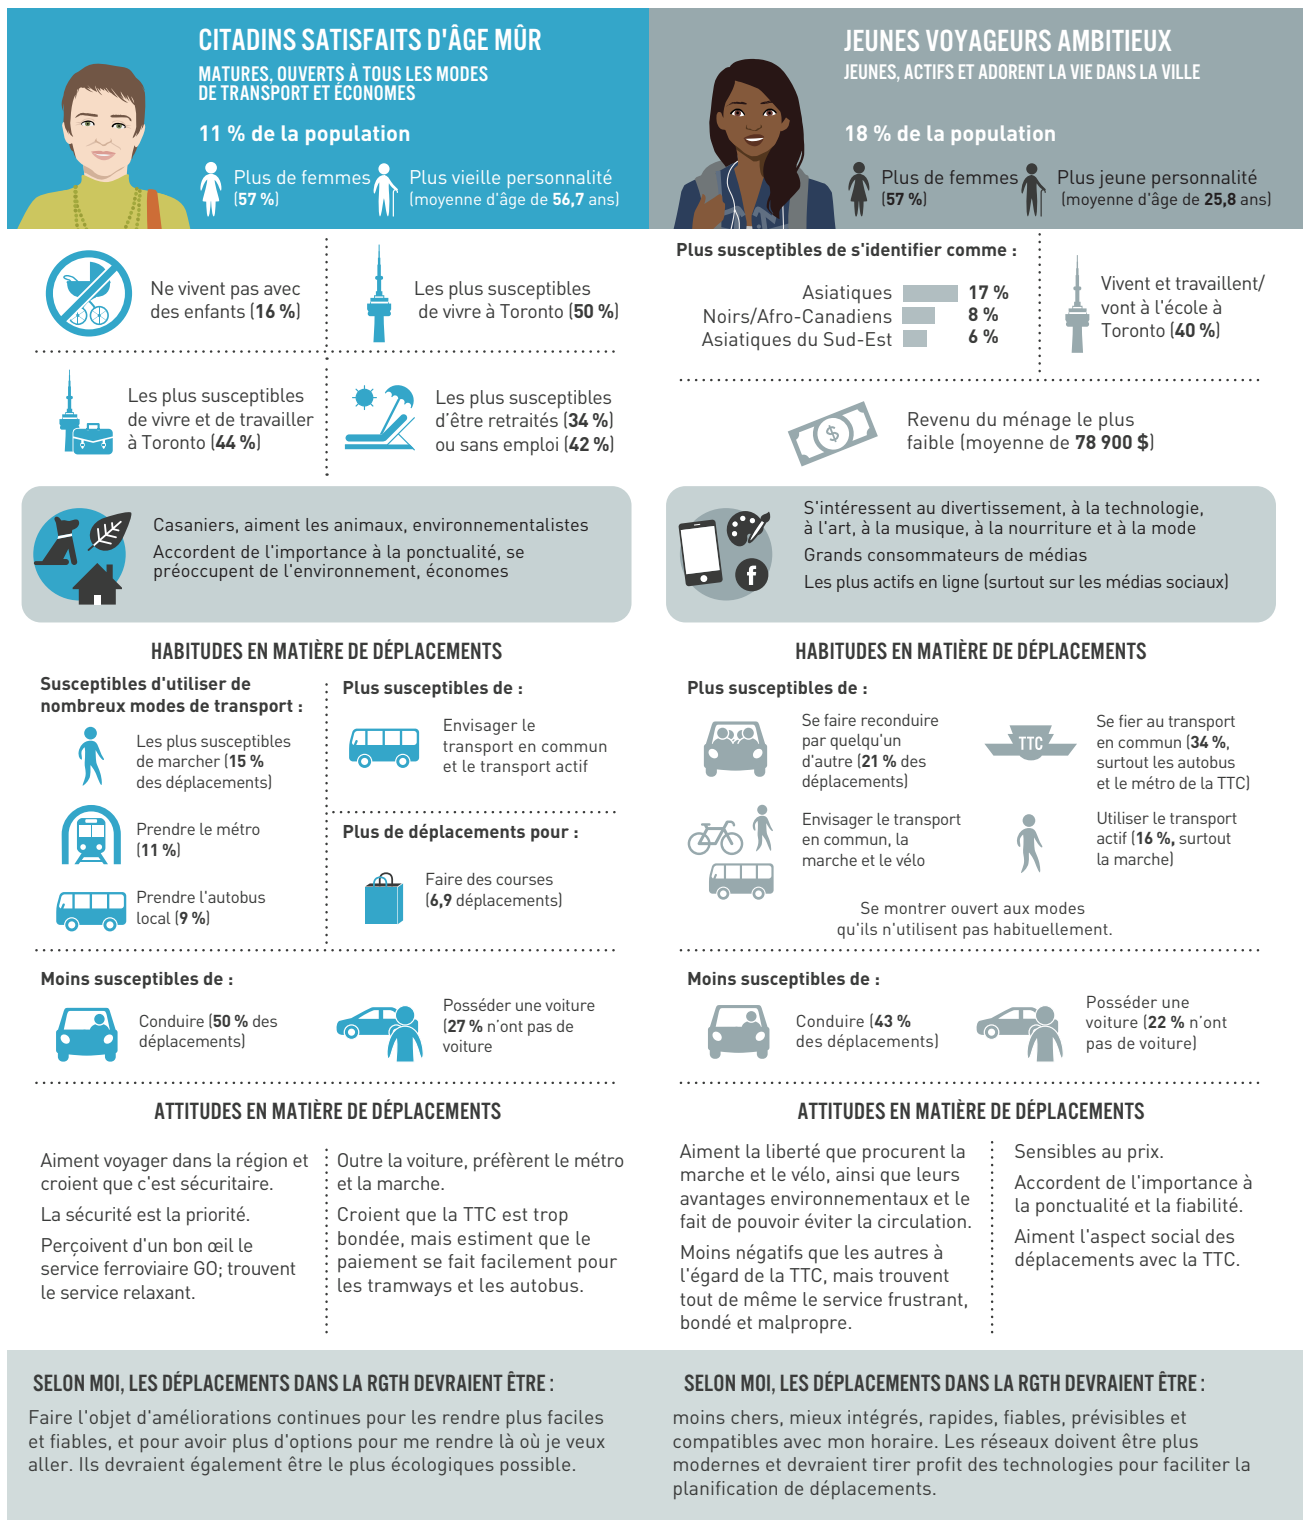 CITADINS SATISFAITS D'ÂGE MÛR
MATURES, OUVERTS À TOUS LES MODES
DE TRANSPORT ET ÉCONOMES
11 % de la population
Plus de femmes
(57 %)
Plus vieille personnalité
(moyenne d'âge de 56,7 ans)
Ne vivent pas avec
des enfants (16 %)
Les plus susceptibles
de vivre à Toronto (50 %)
Les plus susceptibles
de vivre et de travailler
à Toronto (44 %)
Les plus susceptibles
d'être retraités (34 %)
ou sans emploi (42 %)
Casaniers, aiment les animaux, environnementalistes
Accordent de l'importance à la ponctualité, se
préoccupent de l'environnement, économes
HABITUDES EN MATIÈRE DE DÉPLACEMENTS
Susceptibles d'utiliser de
nombreux modes de transport :
Les plus susceptibles
de marcher (15 %
des déplacements)
Prendre le métro
(11 %)
Prendre l'autobus
local (9 %)
Plus susceptibles de :
Envisager le
transport en commun
et le transport actif
Plus de déplacements pour :
Faire des courses
(6,9 déplacements)
Moins susceptibles de :
Conduire (50 % des
déplacements)
Posséder une voiture
(27 % n'ont pas de
voiture
ATTITUDES EN MATIÈRE DE DÉPLACEMENTS
Aiment voyager dans la région et
croient que c'est sécuritaire.
La sécurité est la priorité.
Perçoivent d'un bon œil le
service ferroviaire GO; trouvent
le service relaxant.
Outre la voiture, préfèrent le métro
et la marche.
Croient que la TTC est trop
bondée, mais estiment que le
paiement se fait facilement pour
les tramways et les autobus.
SELON MOI, LES DÉPLACEMENTS DANS LA RGTH DEVRAIENT ÊTRE :
Faire l'objet d'améliorations continues pour les rendre plus faciles
et fiables, et pour avoir plus d'options pour me rendre là où je veux
aller. Ils devraient également être le plus écologiques possible.
JEUNES VOYAGEURS AMBITIEUX
JEUNES, ACTIFS ET ADORENT LA VIE DANS LA VILLE
18 % de la population
Plus de femmes
(57 %)
Plus jeune personnalité
(moyenne d'âge de 25,8 ans)
Plus susceptibles de s'identifier comme :
Asiatiques 17 %
Noirs/Afro-Canadiens 8 %
Asiatiques du Sud-Est 6 %
Vivent et travaillent/
vont à l'école à
Toronto (40 %)
$
Revenu du ménage le plus
faible (moyenne de 78 900 $)
f
S'intéressent au divertissement, à la technologie,
à l'art, à la musique, à la nourriture et à la mode
Grands consommateurs de médias
Les plus actifs en ligne (surtout sur les médias sociaux)
HABITUDES EN MATIÈRE DE DÉPLACEMENTS
Plus susceptibles de :
Se faire reconduire
par quelqu'un
d'autre (21 % des
déplacements)
TTC
Se fier au transport
en commun (34 %,
surtout les autobus
et le métro de la TTC)
Envisager le transport
en commun, la
marche et le vélo
Utiliser le transport
actif (16 %, surtout
la marche)
Se montrer ouvert aux modes
qu'ils n'utilisent pas habituellement.
Moins susceptibles de :
Conduire (43 %
des déplacements)
Posséder une
voiture (22 % n'ont
pas de voiture)
ATTITUDES EN MATIÈRE DE DÉPLACEMENTS
Aiment la liberté que procurent la
marche et le vélo, ainsi que leurs
avantages environnementaux et le
fait de pouvoir éviter la circulation.
Moins négatifs que les autres à
l'égard de la TTC, mais trouvent
tout de même le service frustrant,
bondé et malpropre.
Sensibles au prix.
Accordent de l'importance à
la ponctualité et la fiabilité.
Aiment l'aspect social des
déplacements avec la TTC.
SELON MOI, LES DÉPLACEMENTS DANS LA RGTH DEVRAIENT ÊTRE :
moins chers, mieux intégrés, rapides, fiables, prévisibles et
compatibles avec mon horaire. Les réseaux doivent être plus
modernes et devraient tirer profit des technologies pour faciliter la
planification de déplacements.